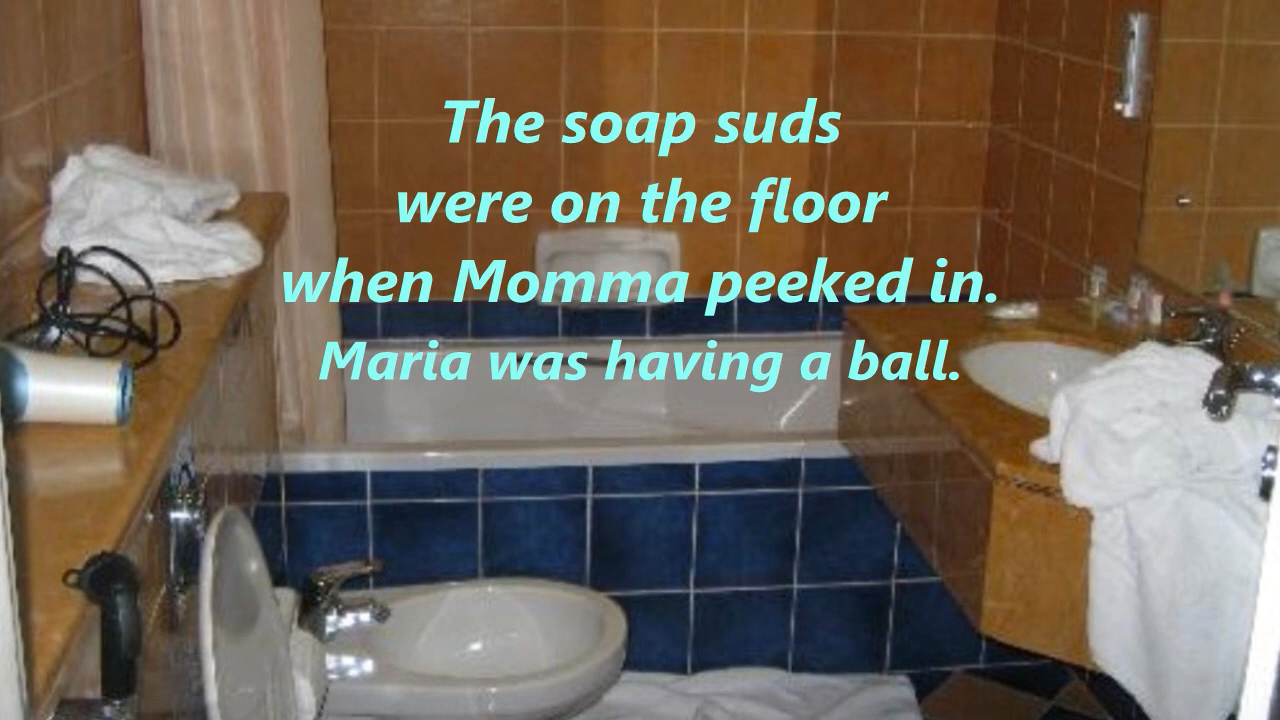 The soap suds
were on the floor
when Momma peeked in.
Maria was having a ball.